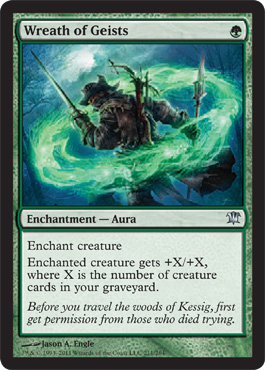 Wreath of Geists
Enchantment — Aura
Enchant creature
Enchanted creature gets +X/+X,
where X is the number of creature
cards in your graveyard.
Before you travel the woods of Kessig, first
get permission from those who died trying.
Jason A. Engle